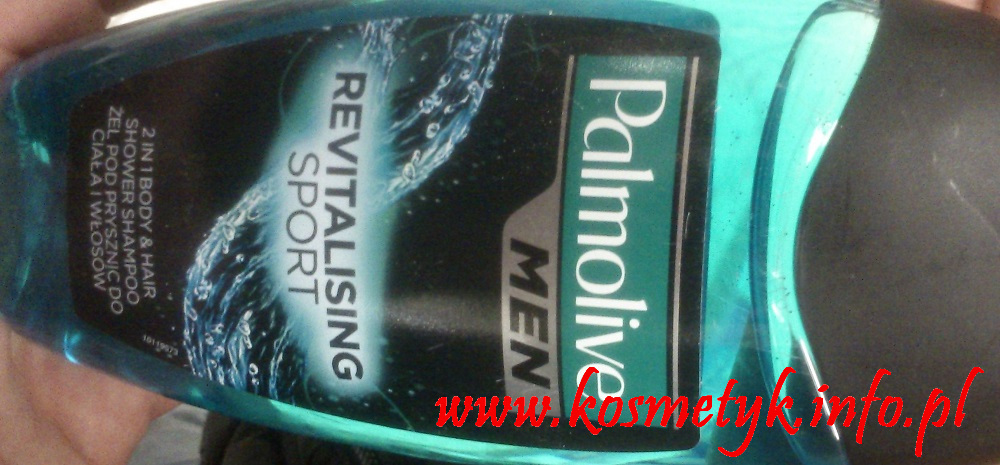 Palmolive
MEN
REVITALISING
SPORT
2 IN 1 BODY & HAIR
SHOWER SHAMPOO
ŻEL POD PRYSZNIC DO
CIAŁA I WŁOSÓW
10119073
www.kosmetyk.info.pl